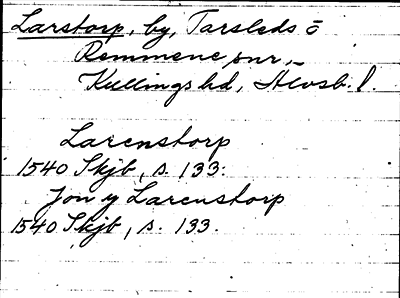 Larstorp, by, Tarsleds o
Remmene snr,
Kullings hd, Älvsb. l.
Larenstorp
1540 Skjb, s. 133.
Jon y Larenstorp
1540 Skjb, s. 133.